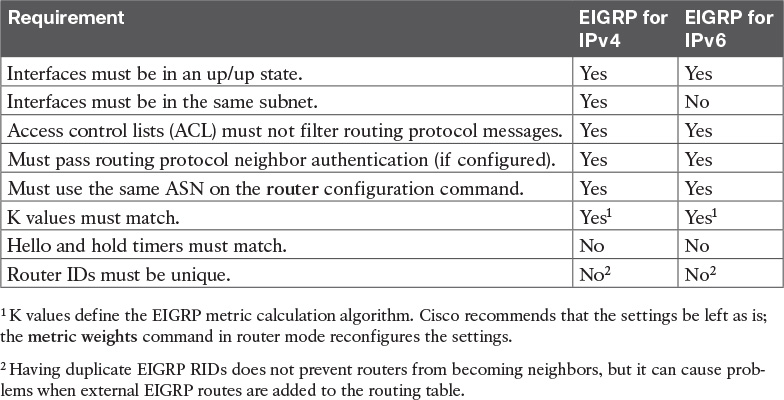 Requirement EIGRP for IPv4 EIGRP for IPv6
Interfaces must be in an up/up state. Yes Yes
Interfaces must be in the same subnet. Yes No
Access control lists (ACL) must not filter routing protocol messages. Yes Yes
Must pass routing protocol neighbor authentication (if configured). Yes Yes
Must use the same ASN on the router configuration command. Yes Yes
K values must match. Yes¹ Yes¹
Hello and hold timers must match. No No
Router IDs must be unique. No² No²
¹ K values define the EIGRP metric calculation algorithm. Cisco recommends that the settings be left as is;
the metric weights command in router mode reconfigures the settings.
² Having duplicate EIGRP RIDs does not prevent routers from becoming neighbors, but it can cause prob-
lems when external EIGRP routes are added to the routing table.